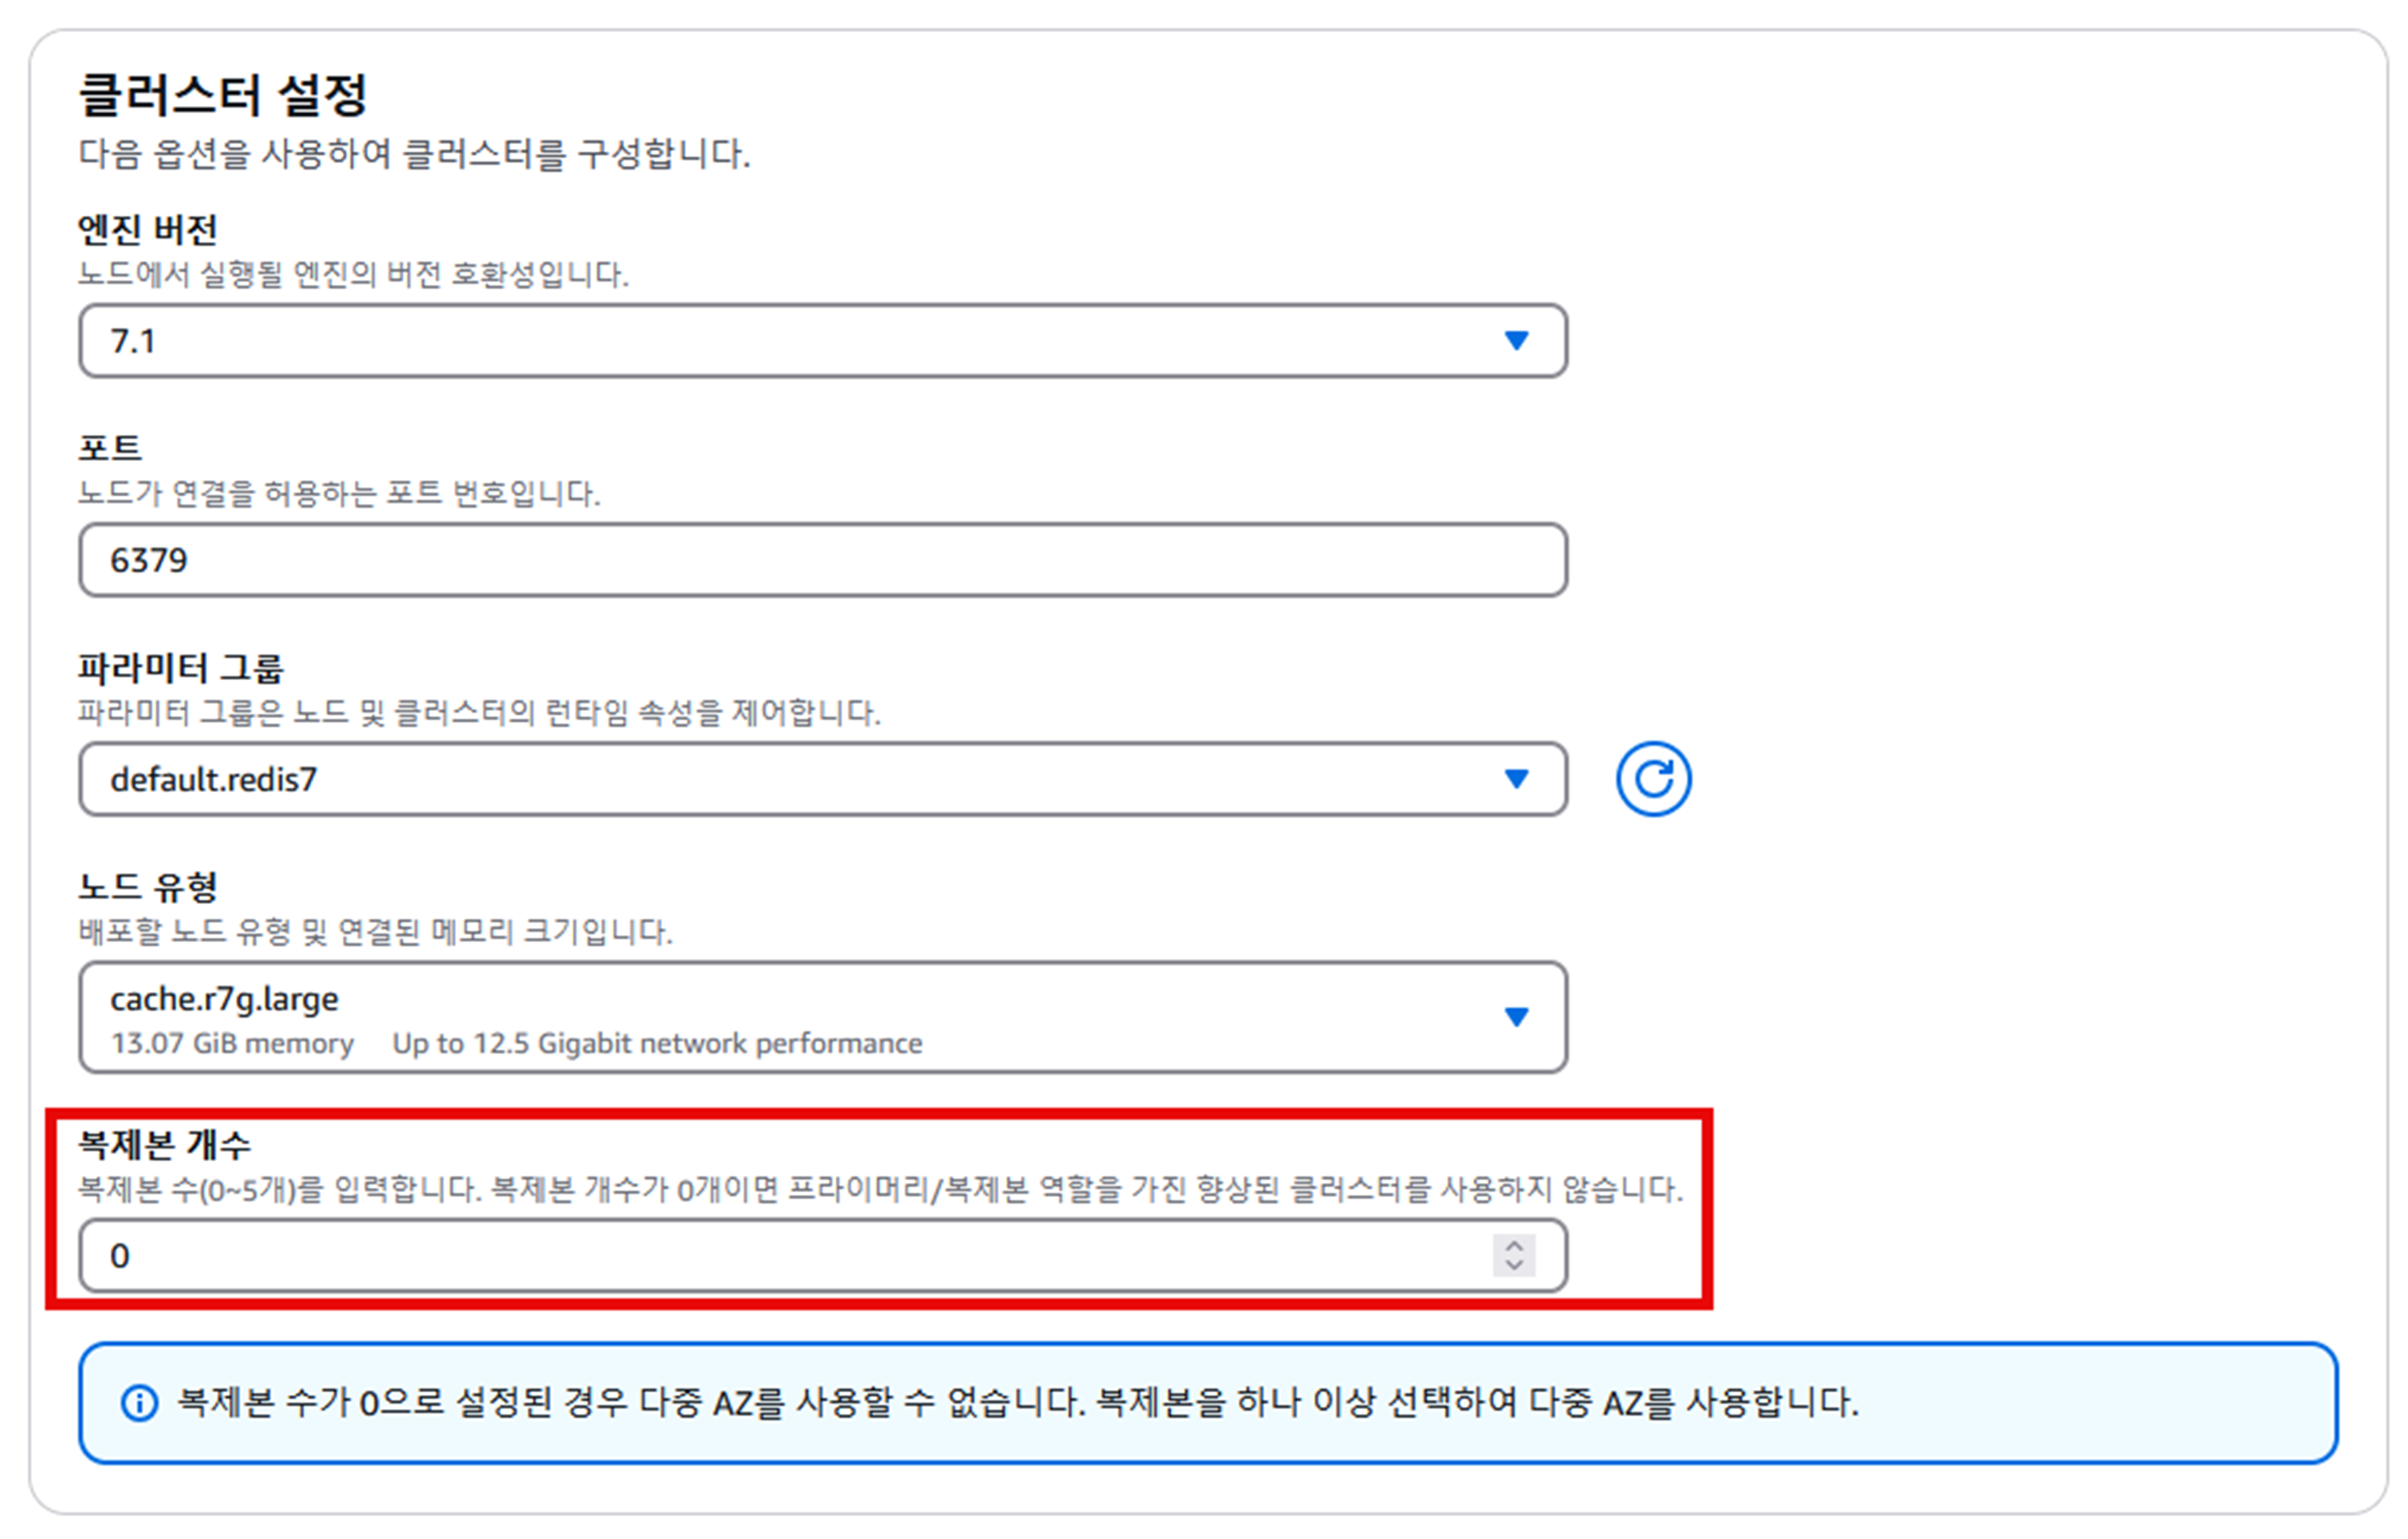 클러스터 설정
다음 옵션을 사용하여 클러스터를 구성합니다.
엔진 버전
노드에서 실행될 엔진의 버전 호환성입니다.
7.1
포트
노드가 연결을 허용하는 포트 번호입니다.
6379
파라미터 그룹
파라미터 그룹은 노드 및 클러스터의 런타임 속성을 제어합니다.
default.redis7
노드 유형
배포할 노드 유형 및 연결된 메모리 크기입니다.
cache.r7g.large
13.07 GiB memory Up to 12.5 Gigabit network performance
복제본 개수
복제본 수(0~5개)를 입력합니다. 복제본 개수가 0개이면 프라이머리/복제본 역할을 가진 향상된 클러스터를 사용하지 않습니다.
0
복제본 수가 0으로 설정된 경우 다중 AZ를 사용할 수 없습니다. 복제본을 하나 이상 선택하여 다중 AZ를 사용합니다.